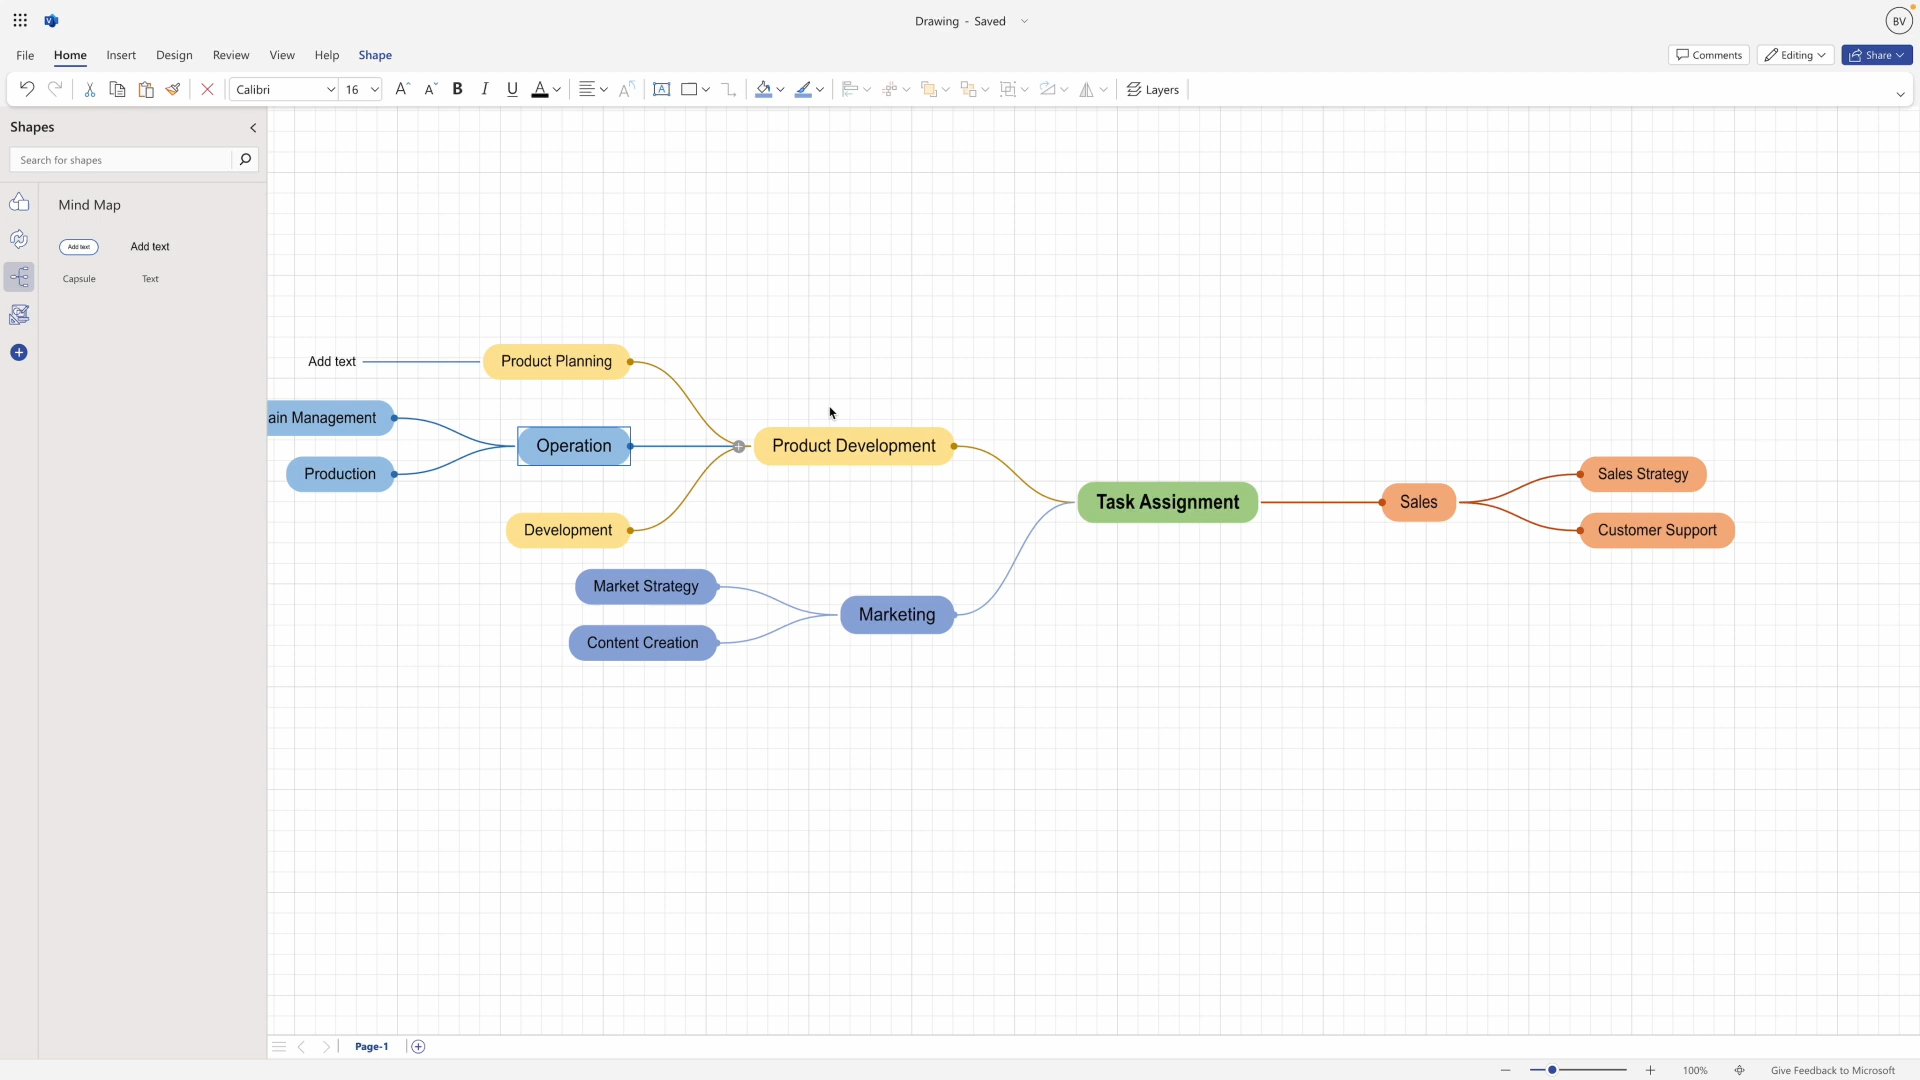 Drawing - Saved
BV
File Home Insert Design Review View Help Shape
Comments Editing Share
Calibri 16 A A B I U A A Layers
Shapes
Search for shapes
Mind Map
Add text Add text
Capsule Text
Add text Product Planning
ain Management
Operation Product Development
Production
Development
Market Strategy
Content Creation
Marketing
Task Assignment
Sales
Sales Strategy
Customer Support
Page-1
100% Give Feedback to Microsoft